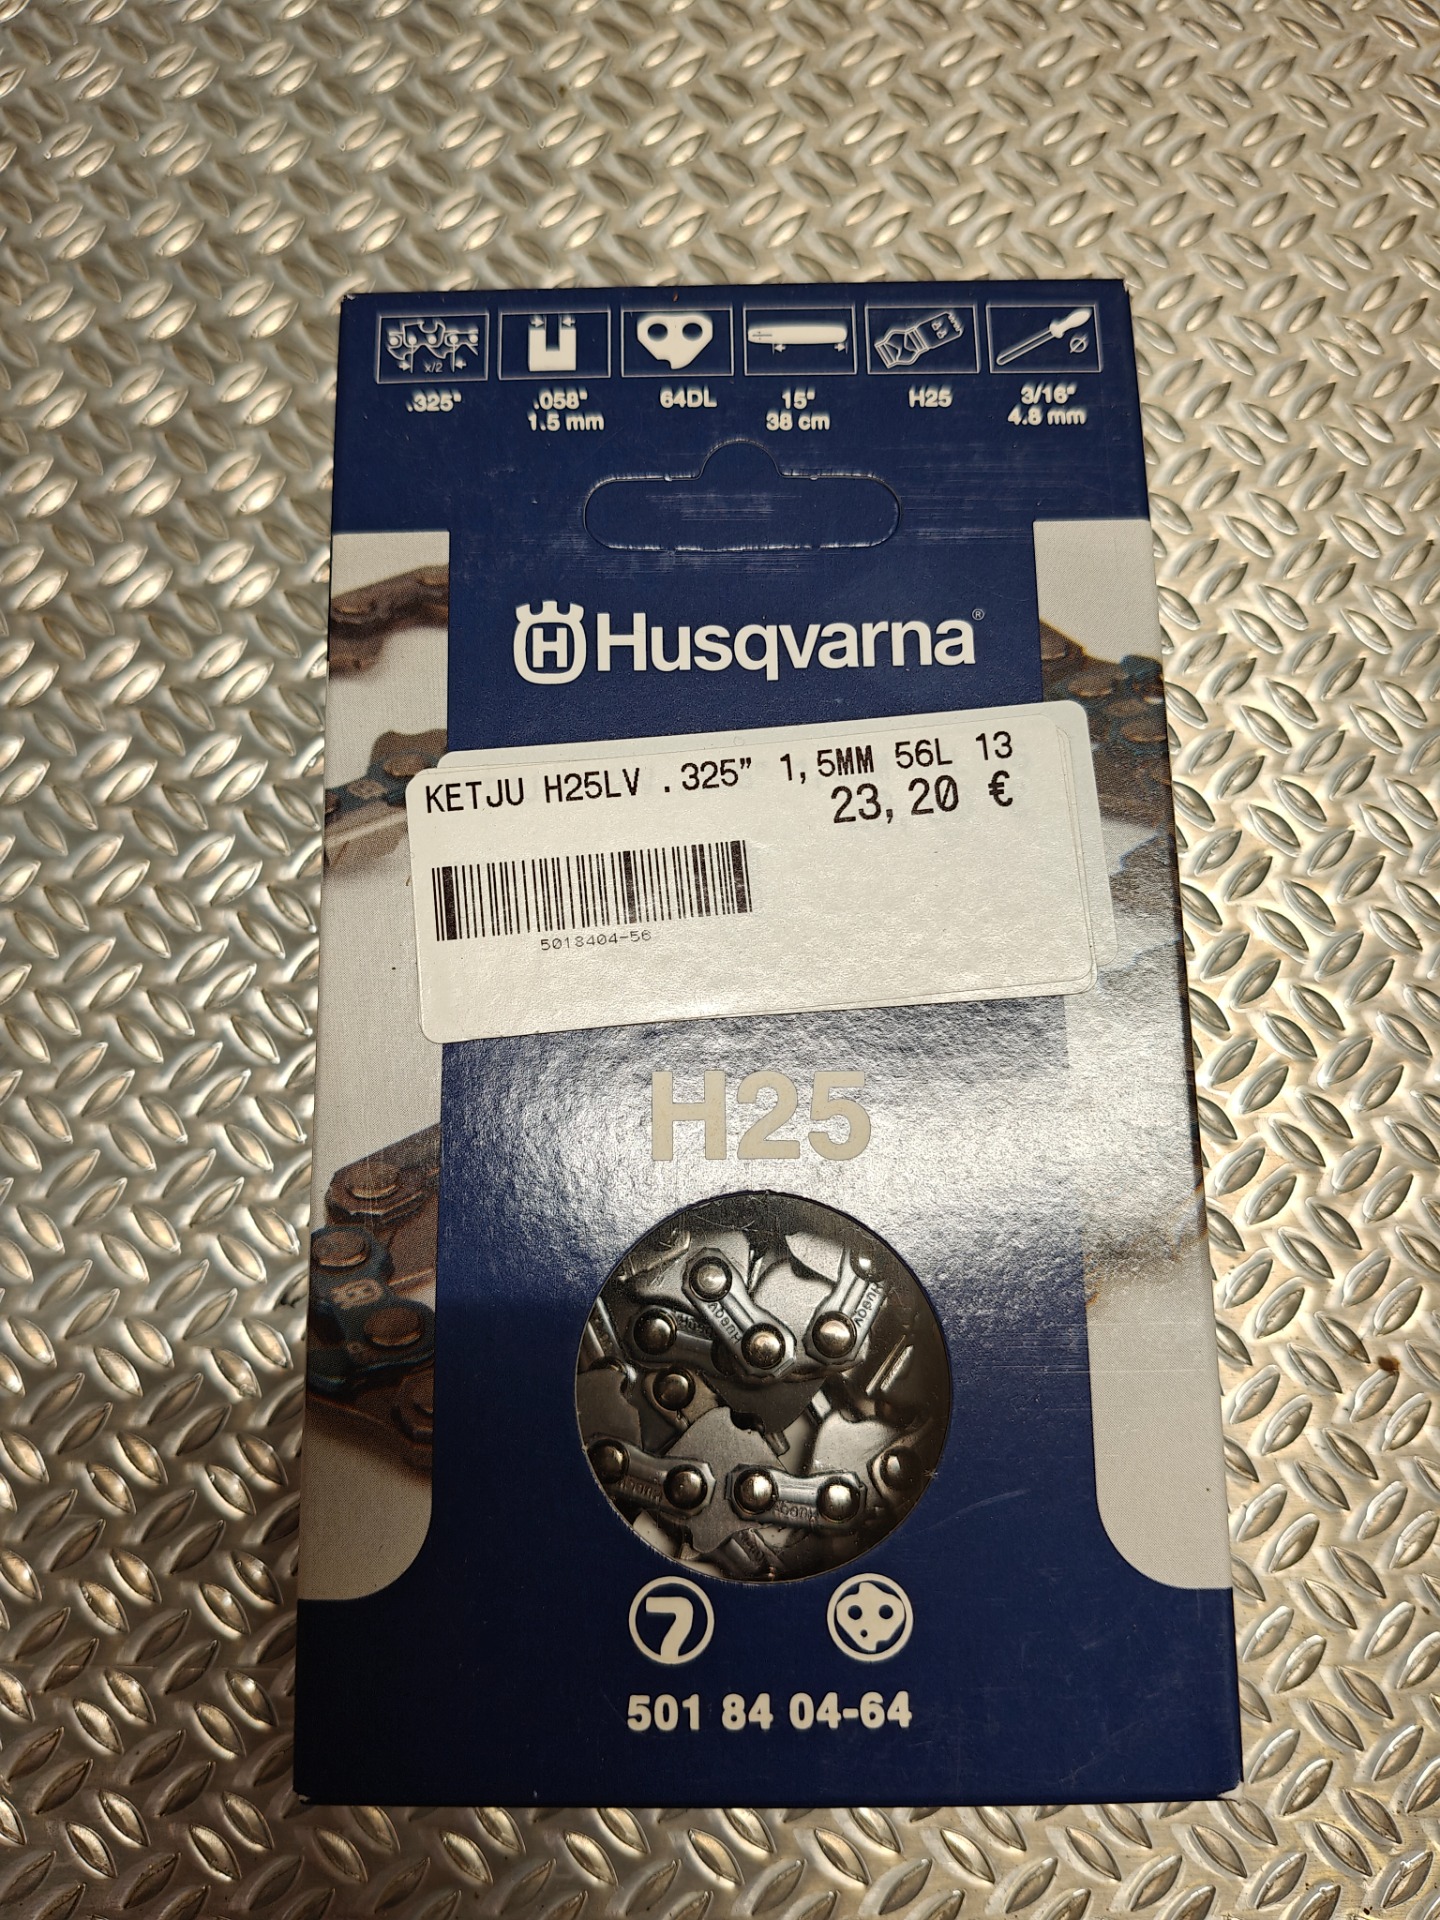 x/2
.325" .058" 64DL 15" H25 3/16"
1.5 mm 38 cm 4.8 mm
Husqvarna®
KETJU H25LV .325” 1,5MM 56L 13
23,20 €
5018404-56
H25
501 84 04-64